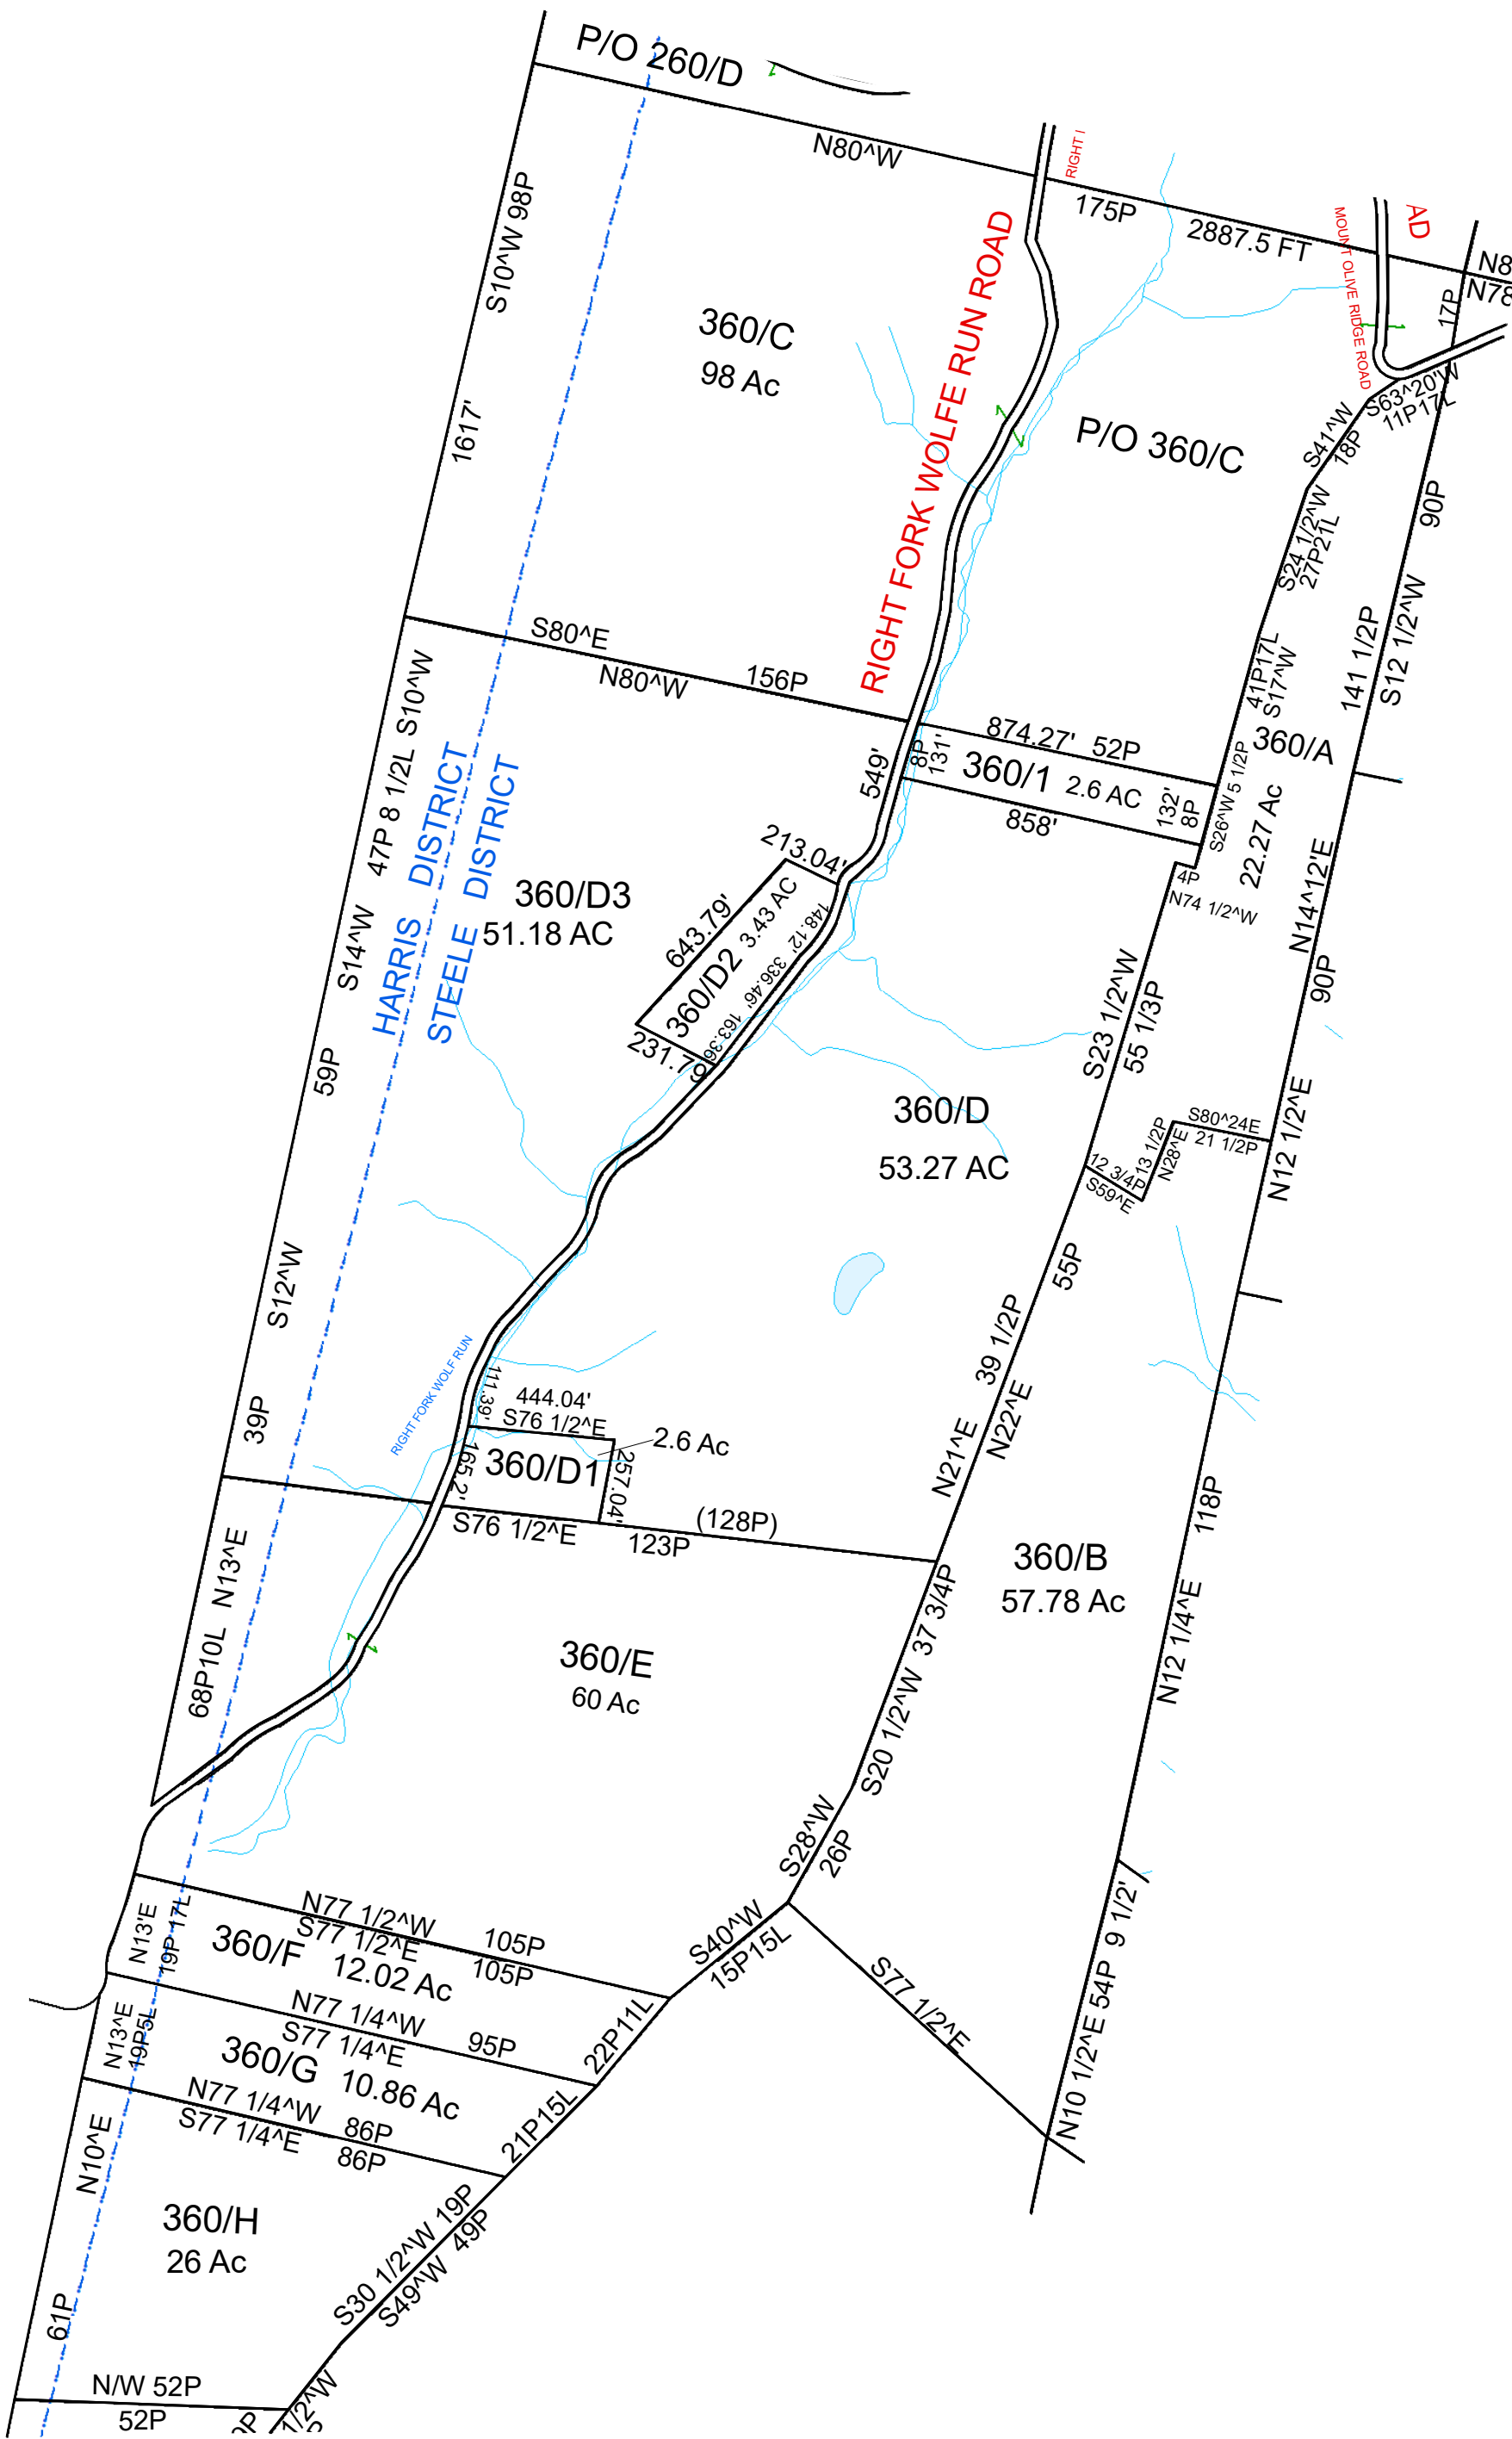 P/O 260/D
N80^W
RIGHT
175P
2887.5 FT
AD
MOUNT OLIVE RIDGE ROAD
N8
N78
17P
S10^W 98P
1617'
360/C
98 Ac
RIGHT FORK WOLFE RUN ROAD
P/O 360/C
S63^20'W
11P17L
S41^W
18P
S24 1/2^W
27P21L
90P
141 1/2P
S12 1/2^W
41P17L
S17^W
S80^E
N80^W
156P
874.27' 52P
8P
131'
360/1 2.6 AC
132'
8P
858'
549'
S26^W 5 1/2P
360/A
22.27 Ac
4P
N74 1/2^W
N14^12'E
90P
47P 8 1/2L S10^W
HARRIS DISTRICT
STEELE DISTRICT
S14^W
59P
360/D3
51.18 AC
213.04'
643.79'
360/D2 3.43 AC
148.12' 336.46' 163.36'
231.79'
S23 1/2^W
55 1/3P
360/D
53.27 AC
S80^24E
21 1/2P
13 1/2P
N28^E
12 3/4P
S59^E
N12 1/2^E
S12^W
39P
55P
39 1/2P
N21^E
N22^E
RIGHT FORK WOLF RUN
111.39'
444.04'
S76 1/2^E
2.6 Ac
360/D1
165.2'
257.04'
S76 1/2^E
123P
(128P)
118P
N12 1/4^E
360/B
57.78 Ac
68P10L N13^E
360/E
60 Ac
S20 1/2^W 37 3/4P
S28^W
26P
S40^W
15P15L
S77 1/2^E
N10 1/2^E 54P 9 1/2'
N77 1/2^W 105P
S77 1/2^E 105P
N13'E
19P 17L
360/F 12.02 Ac
N77 1/4^W 95P
S77 1/4^E
22P11L
N13^E
19P5L
360/G 10.86 Ac
N77 1/4^W 86P
S77 1/4^E 86P
21P15L
N10^E
360/H
26 Ac
S30 1/2^W 19P
S49^W 49P
61P
N/W 52P
52P
1/2^W